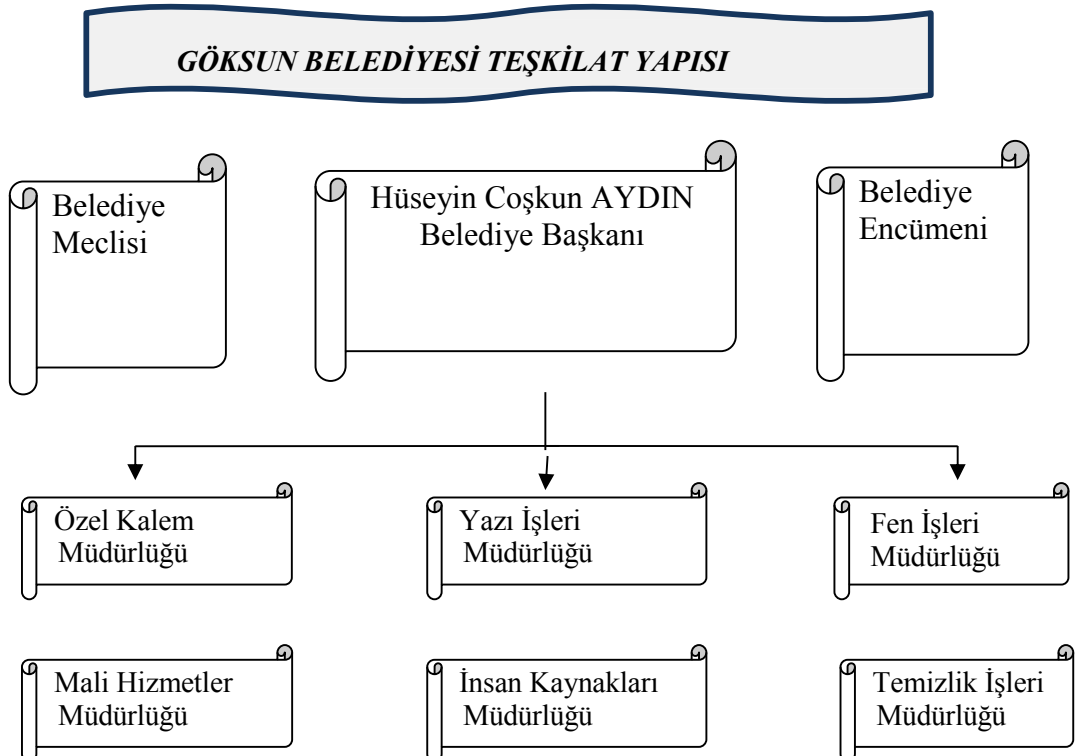 GÖKSUN BELEDİYESİ TEŞKİLAT YAPISI
Belediye
Meclisi
Hüseyin Coşkun AYDIN
Belediye Başkanı
Belediye
Encümeni
Özel Kalem
Müdürlüğü
Yazı İşleri
Müdürlüğü
Fen İşleri
Müdürlüğü
Mali Hizmetler
Müdürlüğü
İnsan Kaynakları
Müdürlüğü
Temizlik İşleri
Müdürlüğü